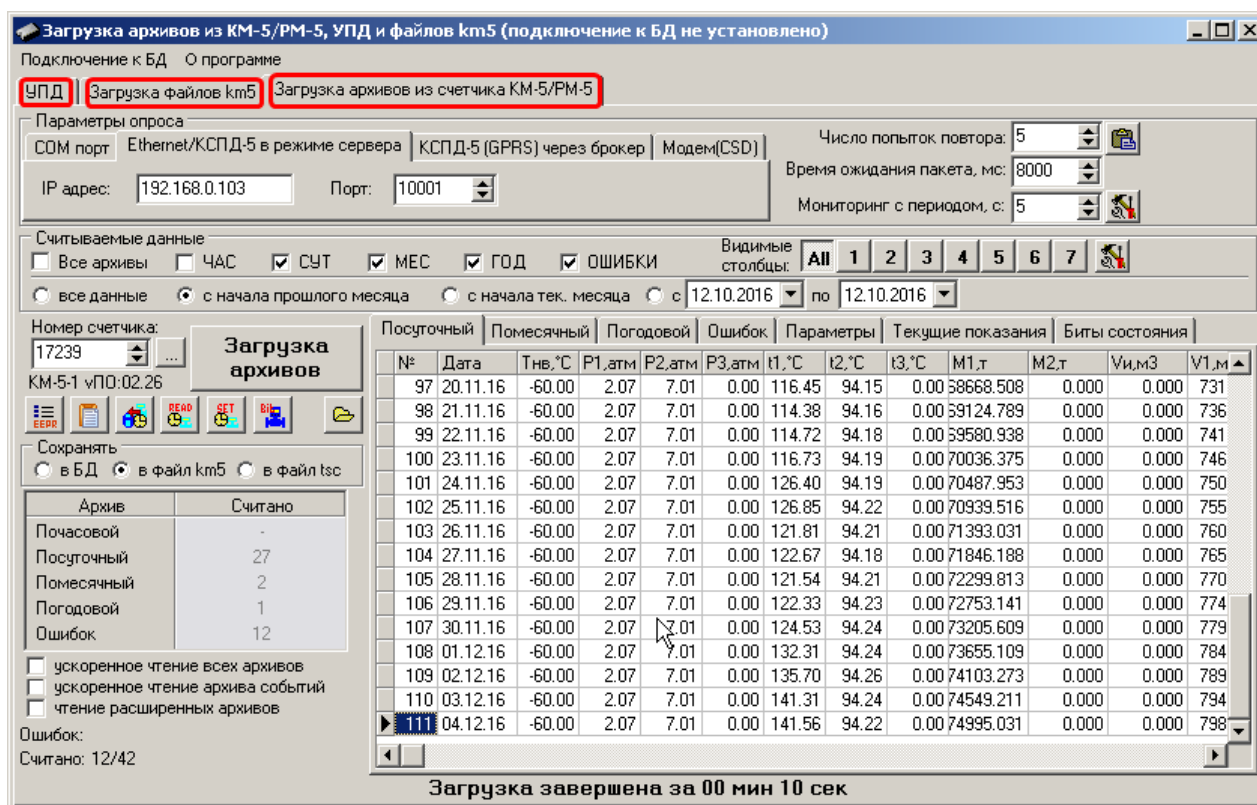 Загрузка архивов из КМ-5/РМ-5, УПД и файлов km5 (подключение к БД не установлено)
Подключение к БД О программе
УПД Загрузка файлов km5 Загрузка архивов из счетчика КМ-5/РМ-5
Параметры опроса
COM порт Ethernet/КСПД-5 в режиме сервера КСПД-5 (GPRS) через брокер Модем(CSD)
IP адрес: 192.168.0.103 Порт: 10001
Число попыток повтора: 5
Время ожидания пакета, мс: 8000
Мониторинг с периодом, с: 5
Считываемые данные
Все архивы ЧАС СУТ МЕС ГОД ОШИБКИ
Видимые столбцы: All 1 2 3 4 5 6 7
все данные с начала прошлого месяца с начала тек. месяца с 12.10.2016 по 12.10.2016
Номер счетчика:
17239 ...
КМ-5-1 vПО:02.26
Загрузка
архивов
EEPR READ SET
Сохранять
в БД в файл km5 в файл tsc
Архив Считано
Почасовой -
Посуточный 27
Помесячный 2
Погодовой 1
Ошибок 12
ускоренное чтение всех архивов
ускоренное чтение архива событий
чтение расширенных архивов
Ошибок:
Считано: 12/42
Посуточный Помесячный Погодовой Ошибок Параметры Текущие показания Биты состояния
№ Дата Tнв,°C P1,атм P2,атм P3,атм t1,°C t2,°C t3,°C M1,т M2,т Vи,м3 V1,м
97 20.11.16 -60.00 2.07 7.01 0.00 116.45 94.15 0.00 68668.508 0.000 0.000 731
98 21.11.16 -60.00 2.07 7.01 0.00 114.38 94.16 0.00 69124.789 0.000 0.000 736
99 22.11.16 -60.00 2.07 7.01 0.00 114.72 94.18 0.00 69580.938 0.000 0.000 741
100 23.11.16 -60.00 2.07 7.01 0.00 116.73 94.19 0.00 70036.375 0.000 0.000 746
101 24.11.16 -60.00 2.07 7.01 0.00 126.40 94.19 0.00 70487.953 0.000 0.000 750
102 25.11.16 -60.00 2.07 7.01 0.00 126.85 94.22 0.00 70939.516 0.000 0.000 755
103 26.11.16 -60.00 2.07 7.01 0.00 121.81 94.21 0.00 71393.031 0.000 0.000 760
104 27.11.16 -60.00 2.07 7.01 0.00 122.67 94.18 0.00 71846.188 0.000 0.000 765
105 28.11.16 -60.00 2.07 7.01 0.00 121.54 94.21 0.00 72299.813 0.000 0.000 770
106 29.11.16 -60.00 2.07 7.01 0.00 122.33 94.23 0.00 72753.141 0.000 0.000 774
107 30.11.16 -60.00 2.07 7.01 0.00 124.53 94.24 0.00 73205.609 0.000 0.000 779
108 01.12.16 -60.00 2.07 7.01 0.00 132.31 94.24 0.00 73655.109 0.000 0.000 784
109 02.12.16 -60.00 2.07 7.01 0.00 135.70 94.26 0.00 74103.273 0.000 0.000 789
110 03.12.16 -60.00 2.07 7.01 0.00 141.31 94.24 0.00 74549.211 0.000 0.000 794
111 04.12.16 -60.00 2.07 7.01 0.00 141.56 94.22 0.00 74995.031 0.000 0.000 798
Загрузка завершена за 00 мин 10 сек